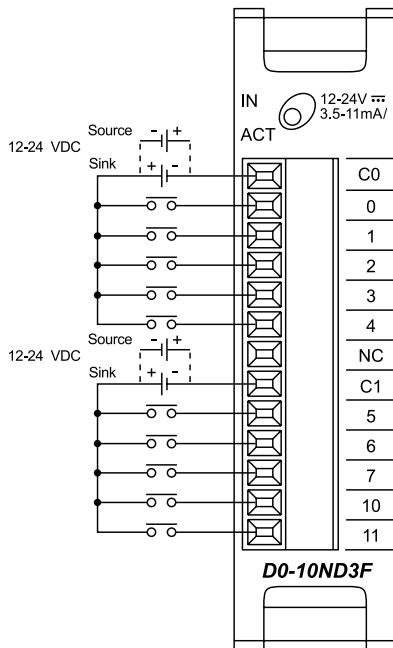 IN
12-24V ⎓
3.5-11mA/
ACT
Source
- +
12-24 VDC
Sink
+ -
C0
0
1
2
3
4
Source
- +
NC
12-24 VDC
Sink
+ -
C1
5
6
7
10
11
D0-10ND3F